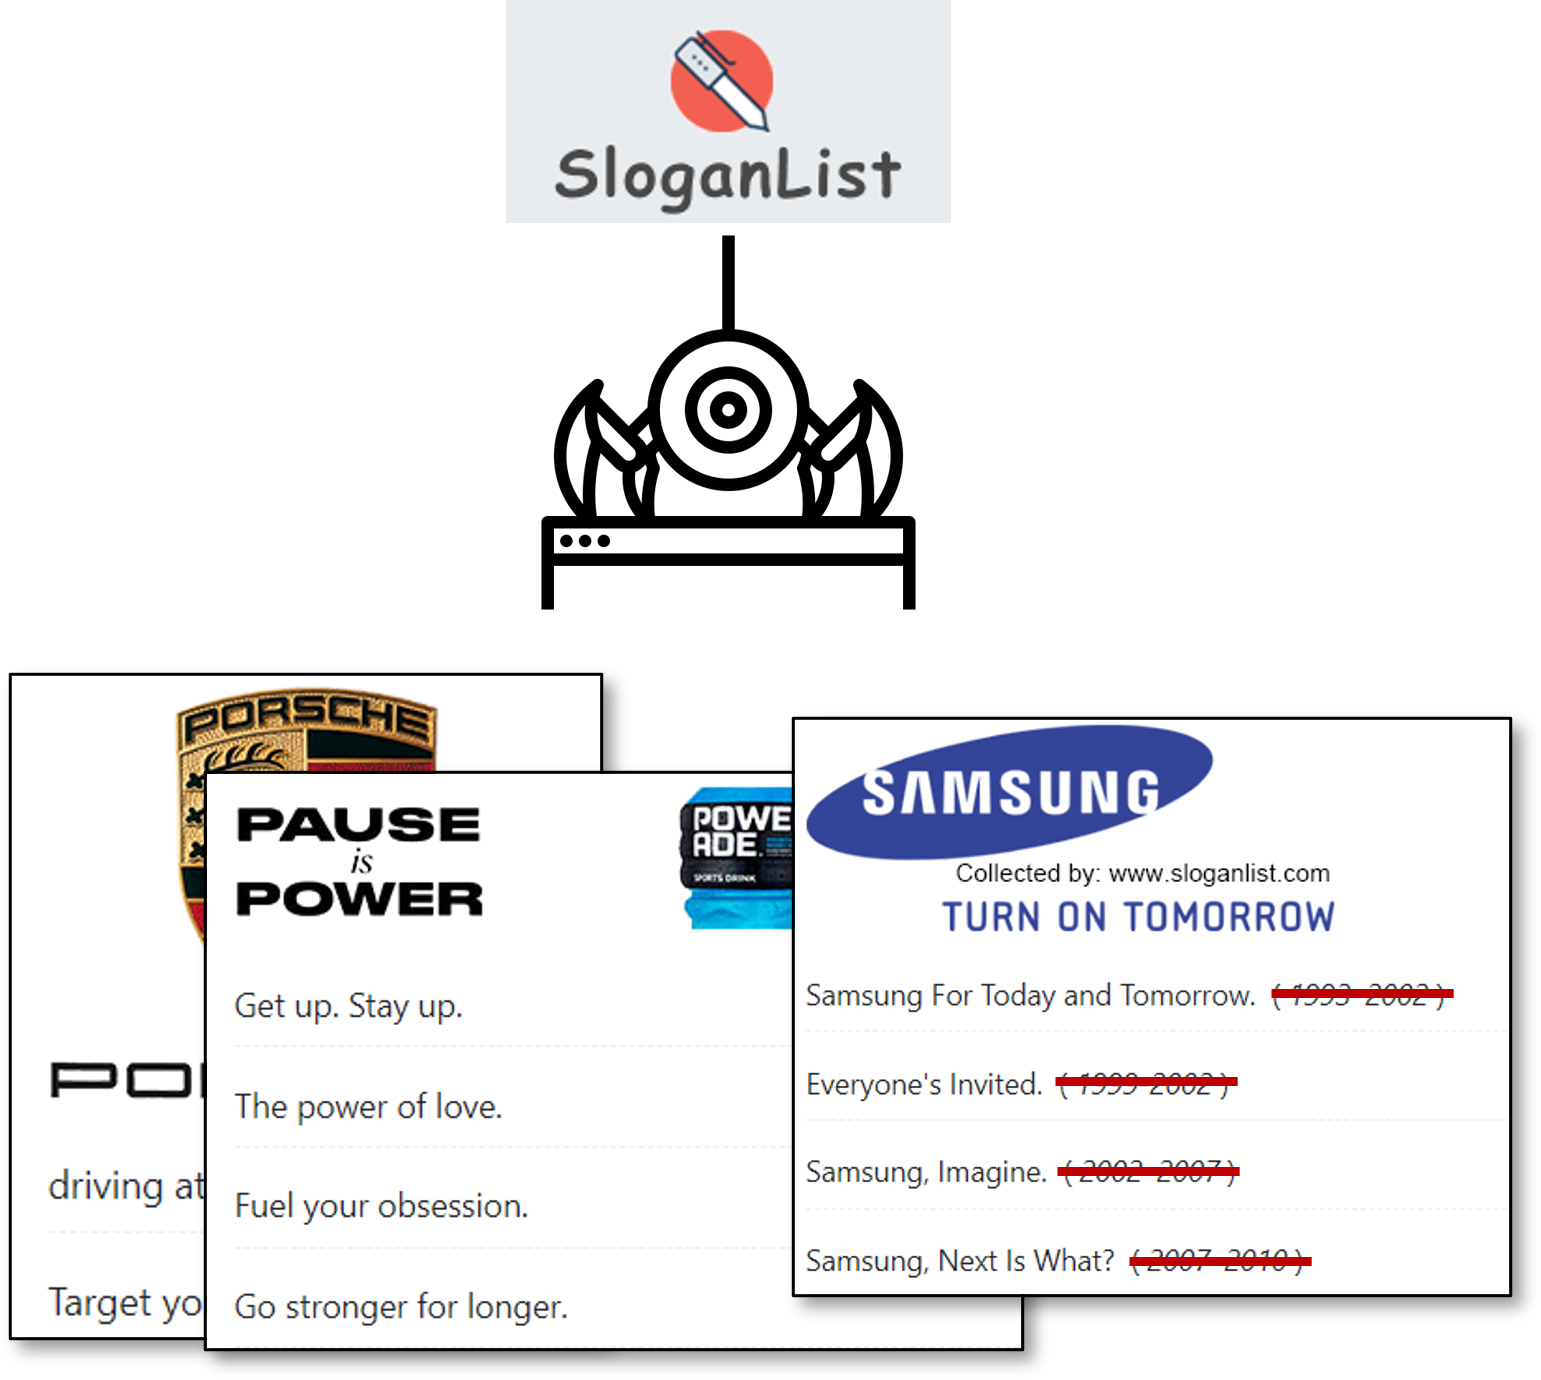 SloganList
PORSCHE
PAUSE
is
POWER
POWE
ADE
SPORTS DRINK
Get up. Stay up.
The power of love.
Fuel your obsession.
Go stronger for longer.
driving at
Target yo
SAMSUNG
Collected by: www.sloganlist.com
TURN ON TOMORROW
Samsung For Today and Tomorrow. ( 1993-2002 )
Everyone's Invited. ( 1999-2002 )
Samsung, Imagine. ( 2002-2007 )
Samsung, Next Is What? ( 2007-2010 )